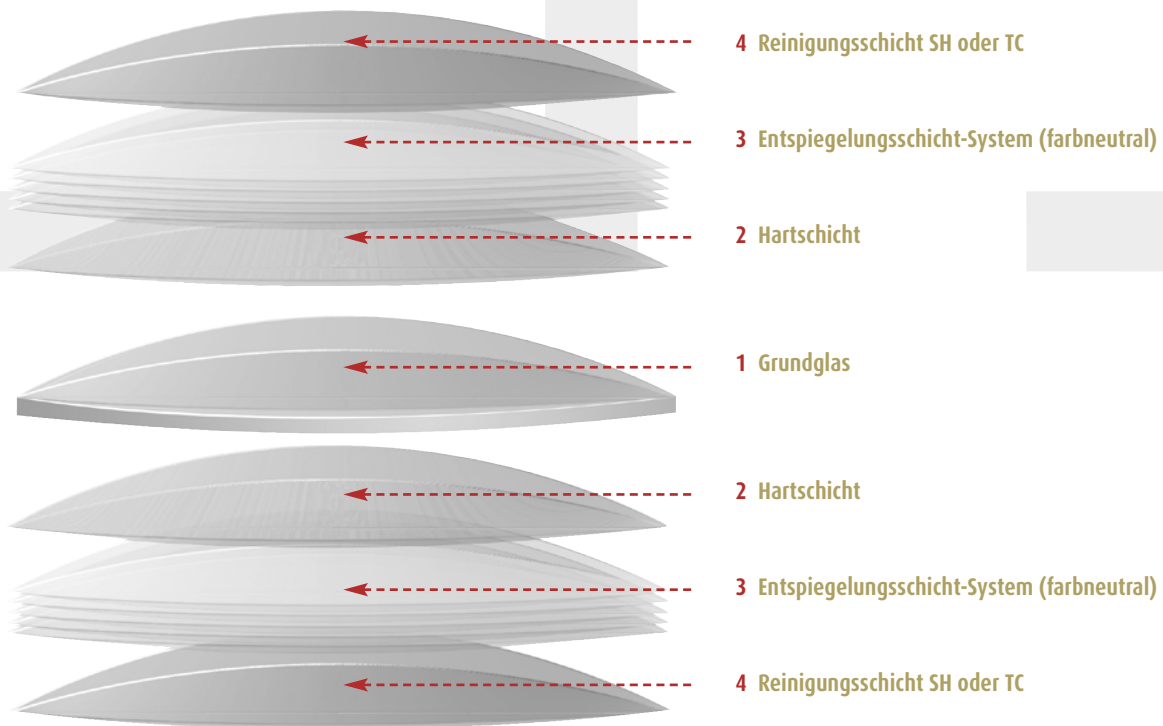 4 Reinigungsschicht SH oder TC
3 Entspiegelungsschicht-System (farbneutral)
2 Hartschicht
1 Grundglas
2 Hartschicht
3 Entspiegelungsschicht-System (farbneutral)
4 Reinigungsschicht SH oder TC